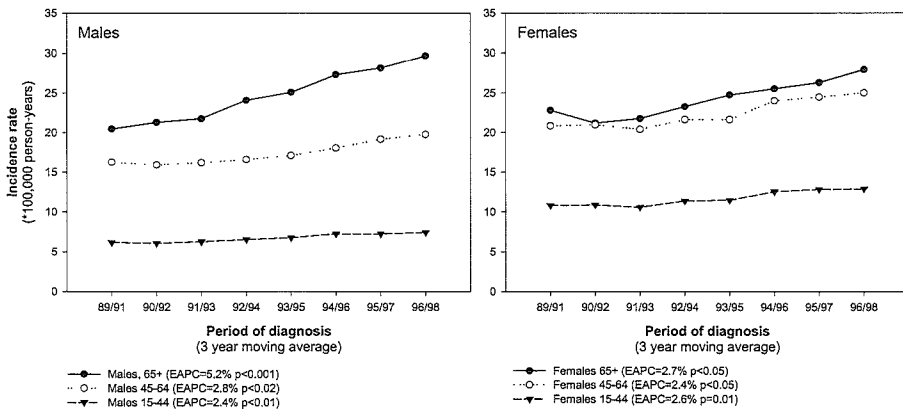 Males
Incidence rate
(*100,000 person-years)
35
30
25
20
15
10
5
0
89/91 90/92 91/93 92/94 93/95 94/96 95/97 96/98
Period of diagnosis
(3 year moving average)
Males, 65+ (EAPC=5.2% p<0.001)
Males 45-64 (EAPC=2.8% p<0.02)
Males 15-44 (EAPC=2.4% p<0.01)
Females
35
30
25
20
15
10
5
0
89/91 90/92 91/93 92/94 93/95 94/96 95/97 96/98
Period of diagnosis
(3 year moving average)
Females 65+ (EAPC=2.7% p<0.05)
Females 45-64 (EAPC=2.4% p<0.05)
Females 15-44 (EAPC=2.6% p=0.01)